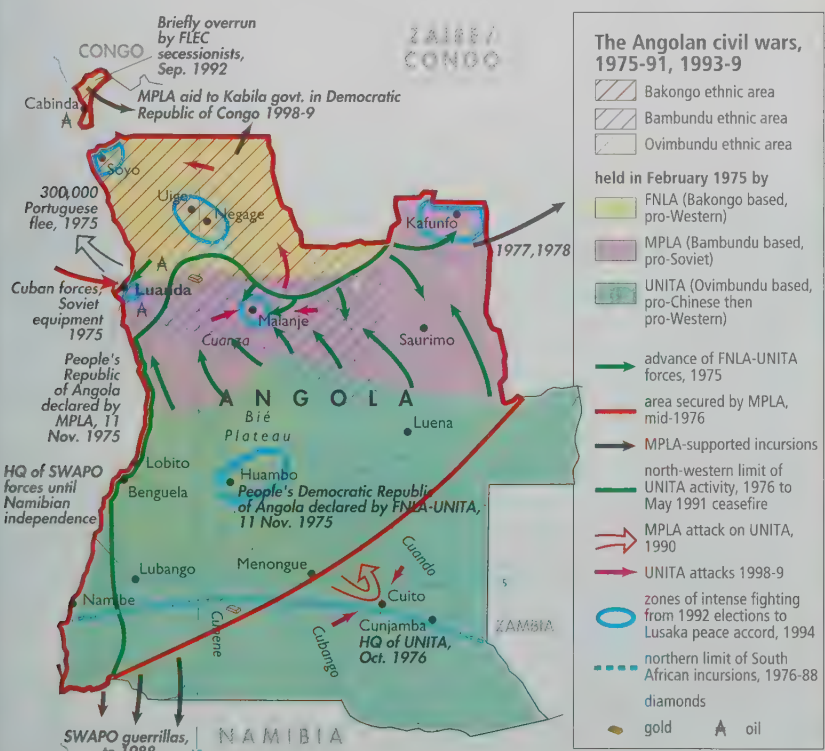 Briefly overrun
by FLEC
secessionists,
Sep. 1992
CONGO
ZAIRE/
CONGO
Cabinda
MPLA aid to Kabila govt. in Democratic
Republic of Congo 1998-9
Soyo
300,000
Portuguese
flee, 1975
Uige
Negage
Kafunfo
1977,1978
Luanda
Cuban forces,
Soviet
equipment
1975
Malanje
Cuanza
Saurimo
People's
Republic
of Angola
declared by
MPLA, 11
Nov. 1975
ANGOLA
Bié
Plateau
Luena
HQ of SWAPO
forces until
Namibian
independence
Lobito
Benguela
Huambo
People's Democratic Republic
of Angola declared by FNLA-UNITA,
11 Nov. 1975
Lubango
Menongue
Cuando
Namibe
Cuito
Cunene
Cubango
Cunjamba
HQ of UNITA,
Oct. 1976
ZAMBIA
SWAPO guerrillas,
to 1988
NAMIBIA
The Angolan civil wars,
1975-91, 1993-9
Bakongo ethnic area
Bambundu ethnic area
Ovimbundu ethnic area
held in February 1975 by
FNLA (Bakongo based,
pro-Western)
MPLA (Bambundu based,
pro-Soviet)
UNITA (Ovimbundu based,
pro-Chinese then
pro-Western)
advance of FNLA-UNITA
forces, 1975
area secured by MPLA,
mid-1976
MPLA-supported incursions
north-western limit of
UNITA activity, 1976 to
May 1991 ceasefire
MPLA attack on UNITA,
1990
UNITA attacks 1998-9
zones of intense fighting
from 1992 elections to
Lusaka peace accord, 1994
northern limit of South
African incursions, 1976-88
diamonds
gold
oil